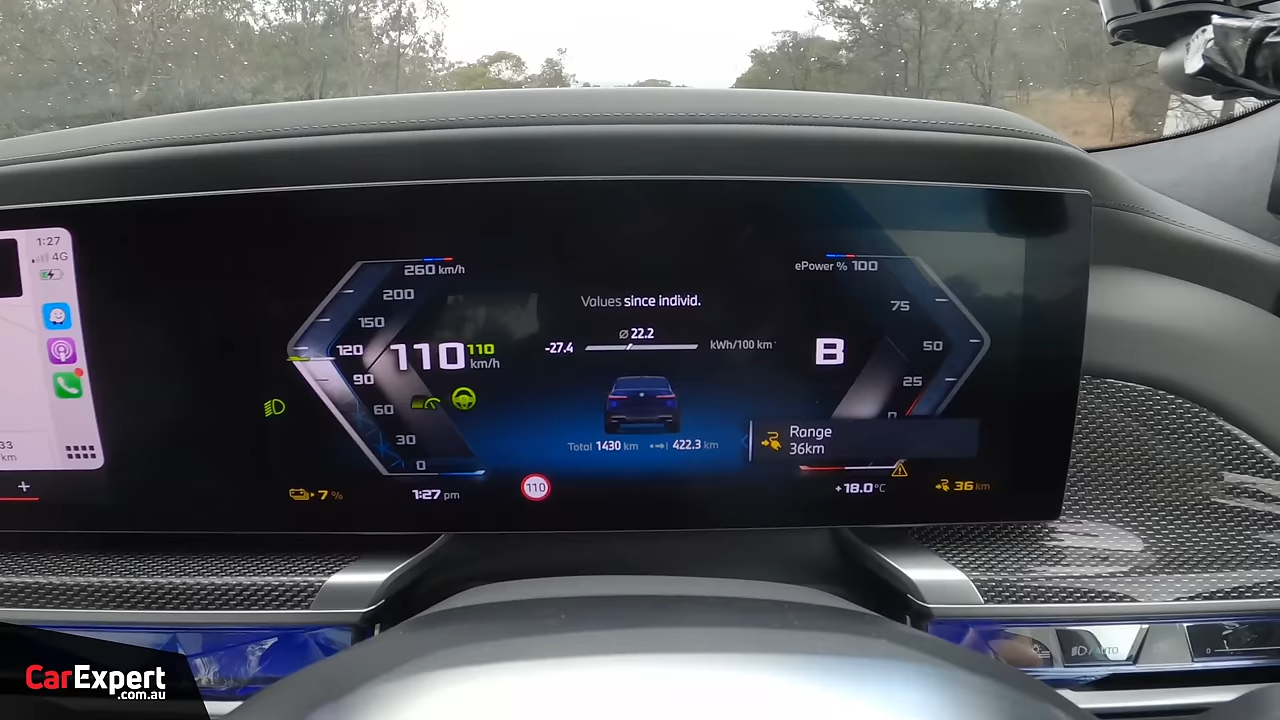 1:27
4G
33
km
+
260 km/h
200
150
120
90
60
30
0
110
110
km/h
7 %
1:27 pm
110
Values since individ.
Ø 22.2
-27.4
kWh/100 km
Total 1430 km
422.3 km
ePower % 100
75
50
25
0
B
Range
36km
+18.0°C
36 km
AUTO
0
CarExpert
.com.au